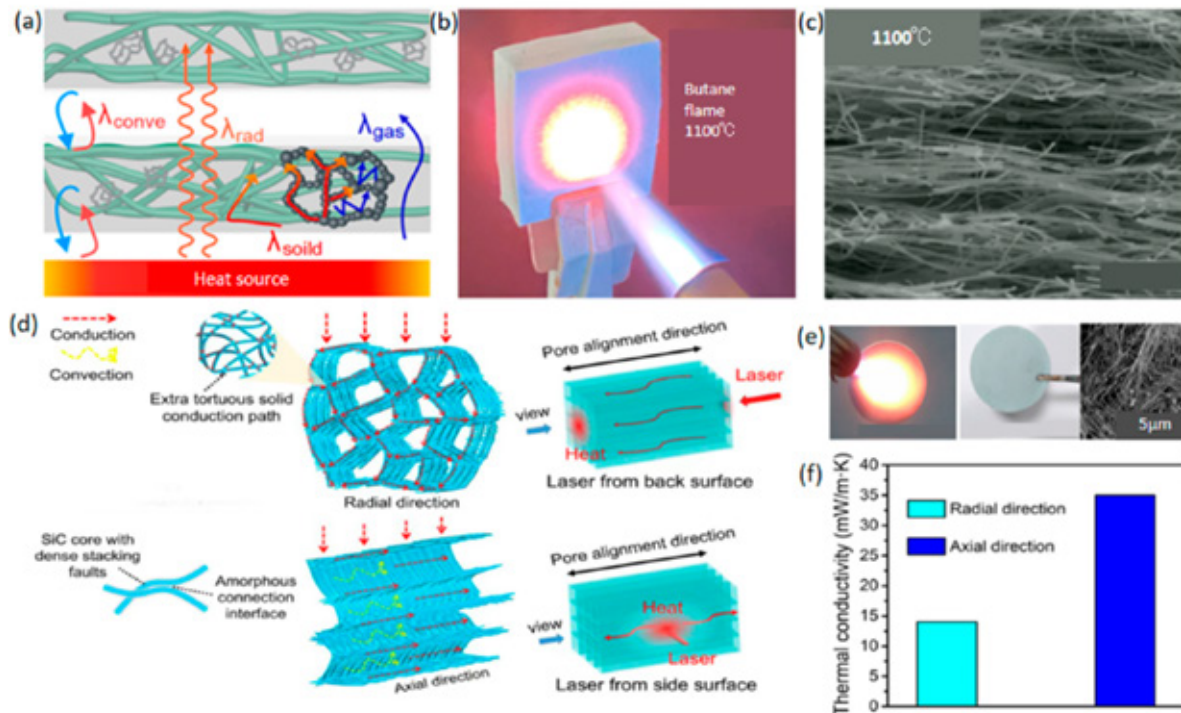 (a)
λconve
λrad
λgas
λsoild
Heat source
(b)
Butane
flame
1100℃
(c)
1100℃
(d)
Conduction
Convection
Extra tortuous solid
conduction path
Radial direction
view
Pore alignment direction
Laser
Heat
Laser from back surface
SiC core with
dense stacking
faults
Amorphous
connection
interface
Axial direction
view
Pore alignment direction
Heat
Laser
Laser from side surface
(e)
5μm
(f)
Thermal conductivity (mW/m·K)
40
35
30
25
20
15
10
5
0
Radial direction
Axial direction